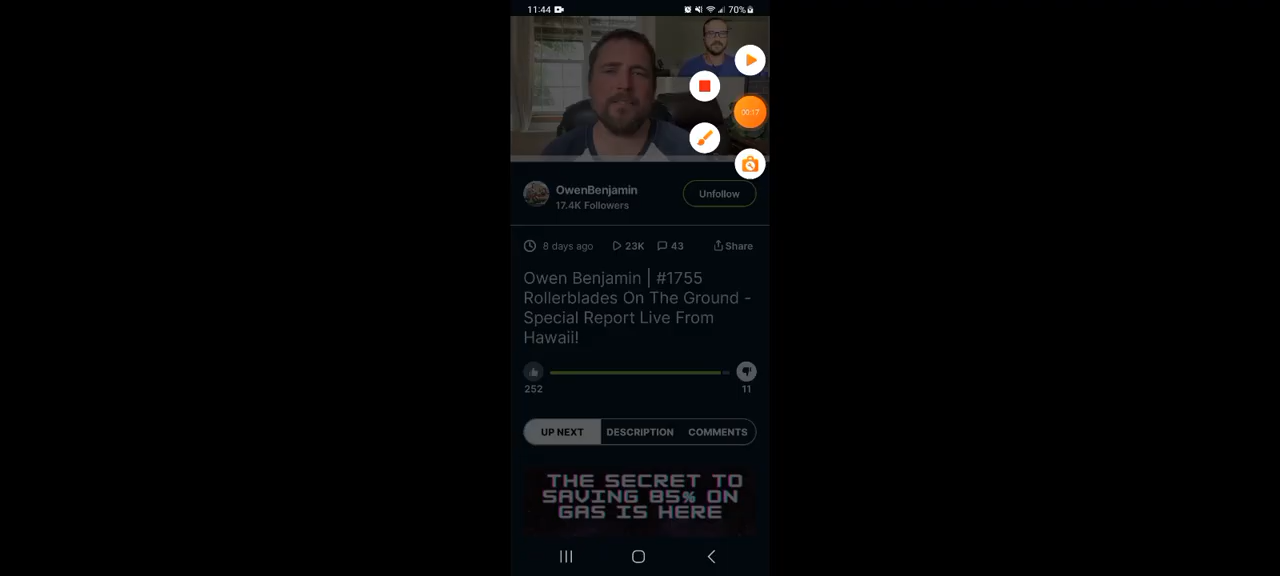 11:44
70%
00:17
OwenBenjamin
17.4K Followers
Unfollow
8 days ago
23K
43
Share
Owen Benjamin | #1755
Rollerblades On The Ground -
Special Report Live From
Hawaii!
252
11
UP NEXT
DESCRIPTION
COMMENTS
THE SECRET TO
SAVING 85% ON
GAS IS HERE